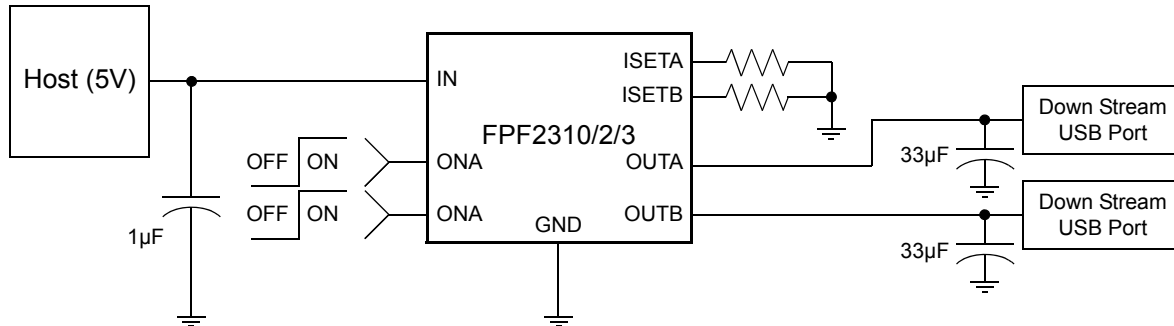 Host (5V)
IN
ISETA
ISETB
FPF2310/2/3
OFF ON
ONA
OUTA
OFF ON
ONA
OUTB
GND
1µF
33µF
Down Stream
USB Port
33µF
Down Stream
USB Port